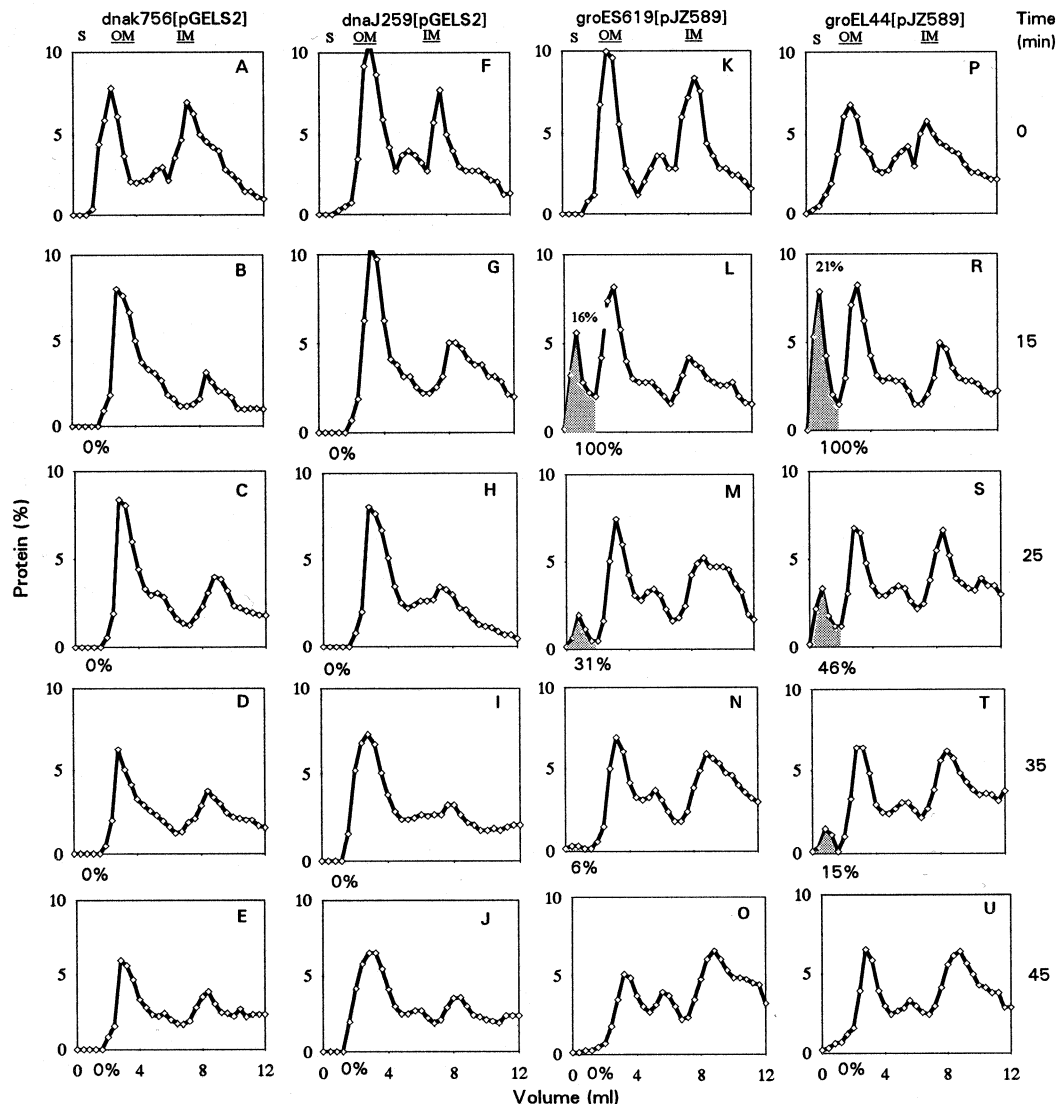 dnak756[pGELS2] dnaJ259[pGELS2] groES619[pJZ589] groEL44[pJZ589] Time (min)
S OM IM S OM IM S OM IM S OM IM
10 A 10 F 10 K 10 P
5 5 5 5 0
0 0 0 0
10 B 10 G 10 L 10 R
16% 21%
5 5 5 5 15
0 0 0 0
0% 0% 100% 100%
10 C 10 H 10 M 10 S
5 5 5 5 25
0 0 0 0
0% 0% 31% 46%
10 D 10 I 10 N 10 T
5 5 5 5 35
0 0 0 0
0% 0% 6% 15%
10 E 10 J 10 O 10 U
5 5 5 5 45
0 0 0 0
0 0% 4 8 12 0 0% 4 8 12 0 0% 4 8 12 0 0% 4 8 12
Protein (%)
Volume (ml)